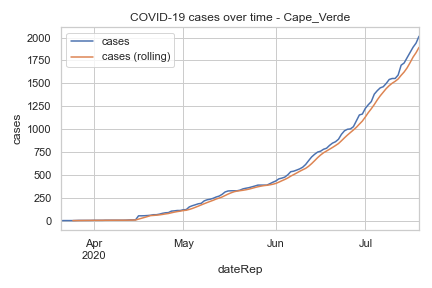 COVID-19 cases over time - Cape_Verde
cases
cases (rolling)
2000
1750
1500
1250
1000
750
500
250
0
cases
Apr
2020
May
Jun
Jul
dateRep